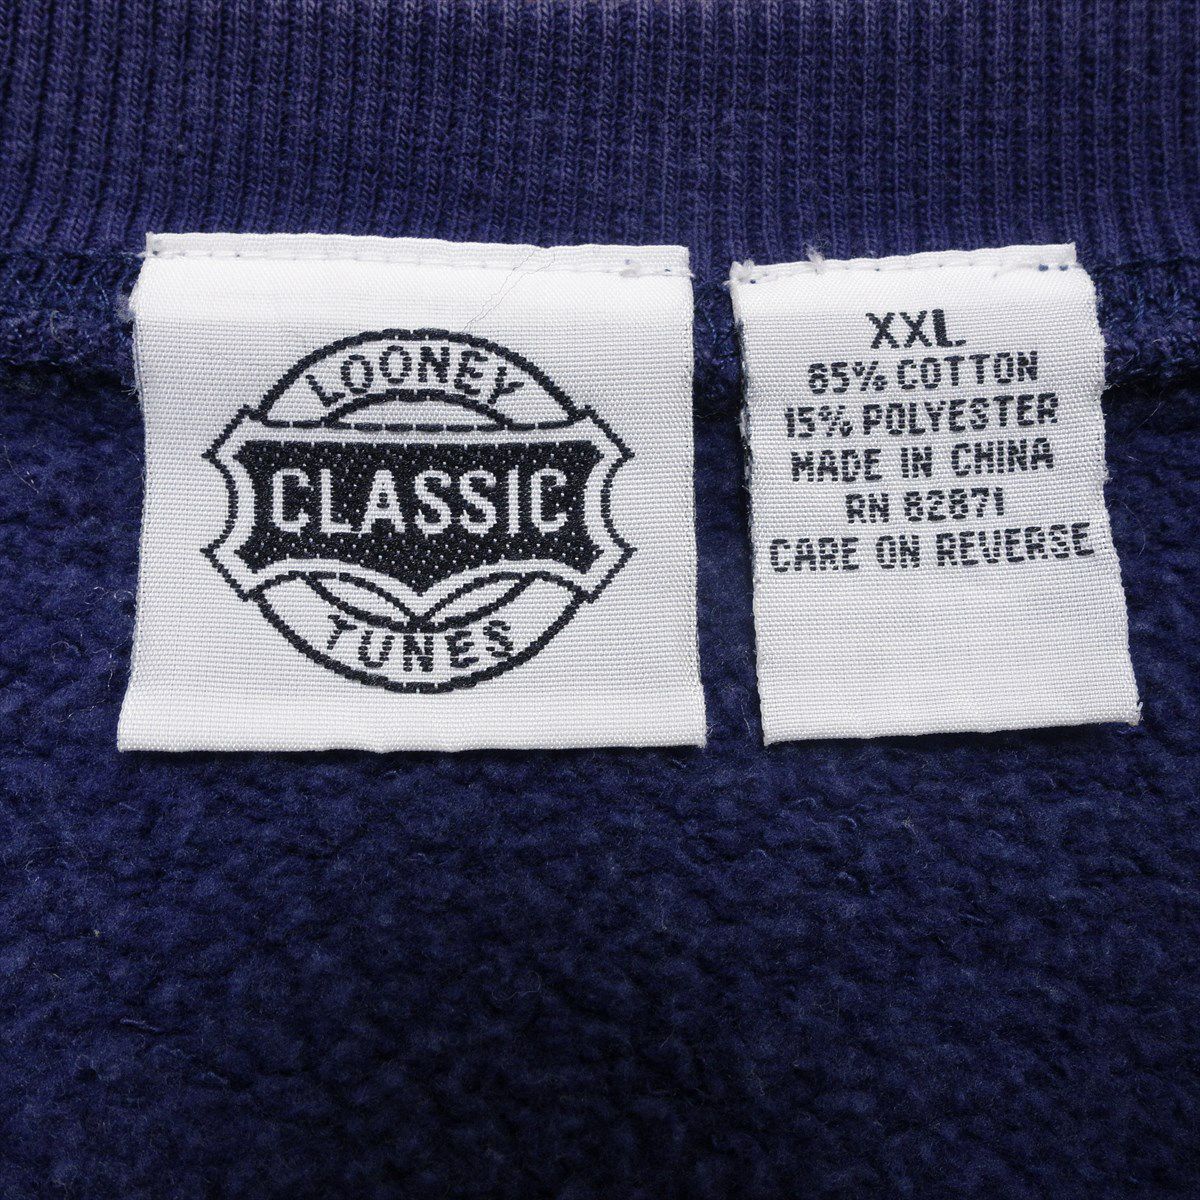 LOONEY
CLASSIC
TUNES
XXL
85% COTTON
15% POLYESTER
MADE IN CHINA
RN 82871
CARE ON REVERSE